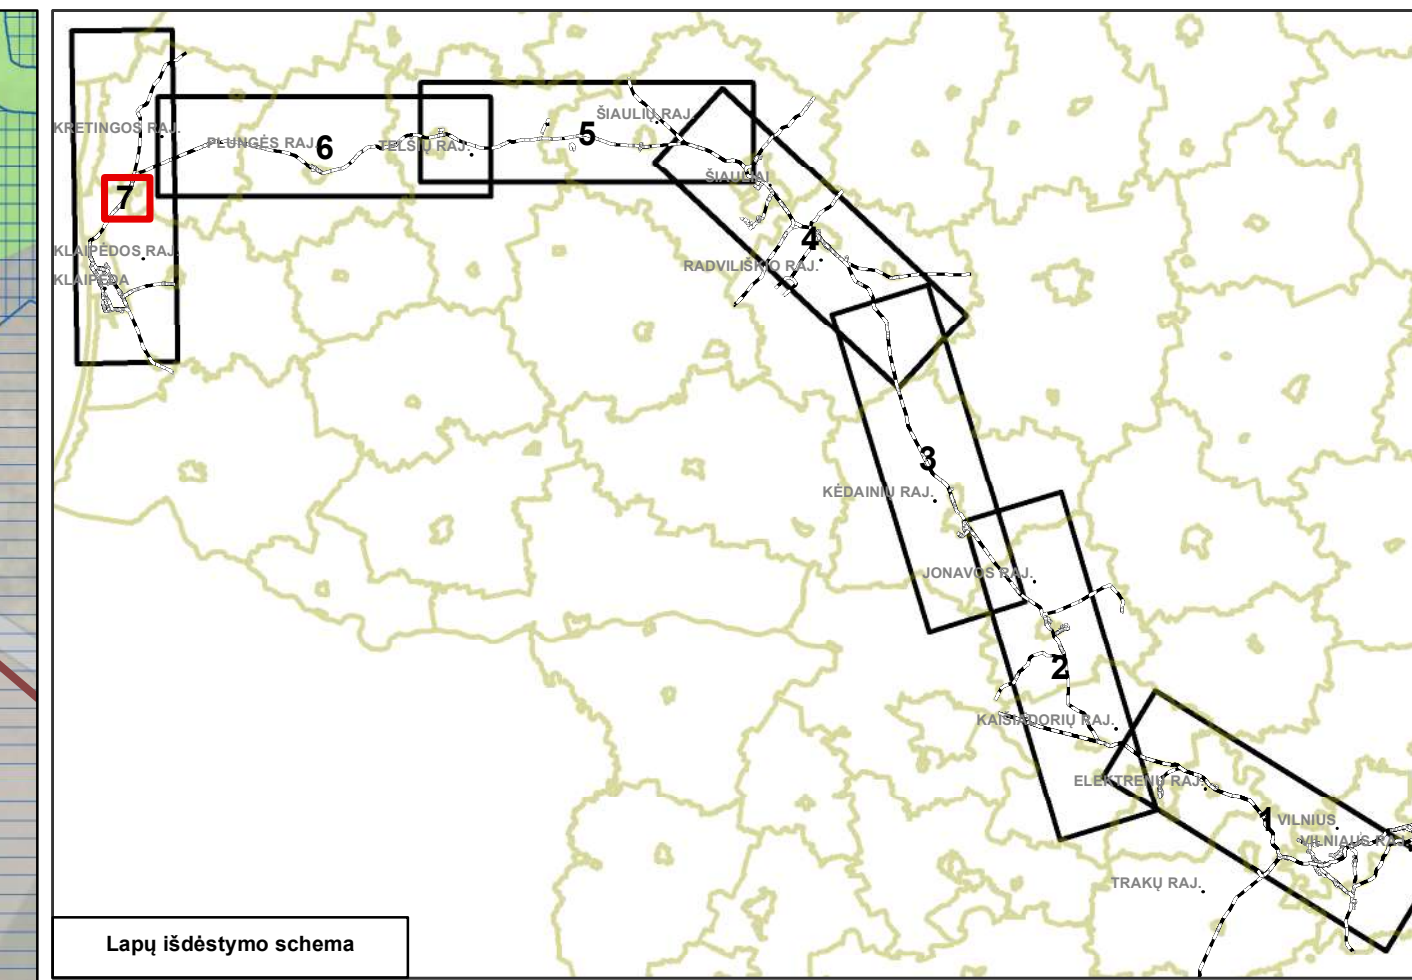 KRETINGOS RAJ.
PLUNGĖS RAJ.
6
TELŠIŲ RAJ.
5
ŠIAULIŲ RAJ.
ŠIAULIAI
7
KLAIPĖDOS RAJ.
KLAIPĖDA
4
RADVILIŠKIO RAJ.
3
KĖDAINIŲ RAJ.
JONAVOS RAJ.
2
KAIŠIADORIŲ RAJ.
ELEKTRĖNŲ RAJ.
1
VILNIUS
VILNIAUS RAJ.
TRAKŲ RAJ.
Lapų išdėstymo schema